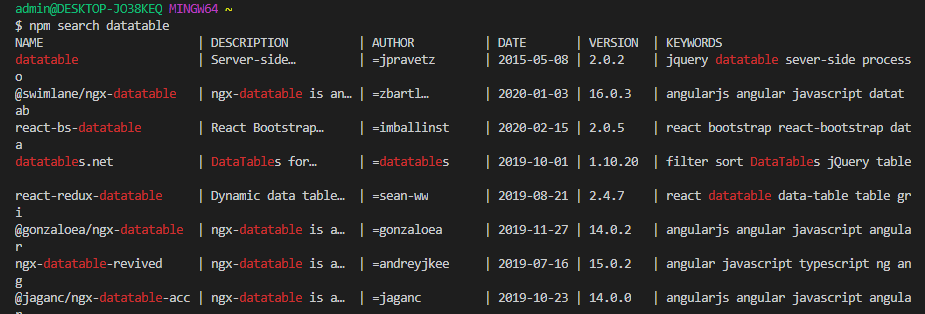 admin@DESKTOP-JO38KEQ MINGW64 ~
$ npm search datatable
NAME | DESCRIPTION | AUTHOR | DATE | VERSION | KEYWORDS
datatable | Server-side… | =jpravetz | 2015-05-08 | 2.0.2 | jquery datatable sever-side process
o
@swimlane/ngx-datatable | ngx-datatable is an… | =zbartl… | 2020-01-03 | 16.0.3 | angularjs angular javascript datat
ab
react-bs-datatable | React Bootstrap… | =imballinst | 2020-02-15 | 2.0.5 | react bootstrap react-bootstrap dat
a
datatables.net | DataTables for… | =datatables | 2019-10-01 | 1.10.20 | filter sort DataTables jQuery table
react-redux-datatable | Dynamic data table… | =sean-ww | 2019-08-21 | 2.4.7 | react datatable data-table table gr
i
@gonzaloea/ngx-datatable | ngx-datatable is a… | =gonzaloea | 2019-11-27 | 14.0.2 | angularjs angular javascript angula
r
ngx-datatable-revived | ngx-datatable is a… | =andreyjkee | 2019-07-16 | 15.0.2 | angular javascript typescript ng an
g
@jaganc/ngx-datatable-acc | ngx-datatable is a… | =jaganc | 2019-10-23 | 14.0.0 | angularjs angular javascript angula